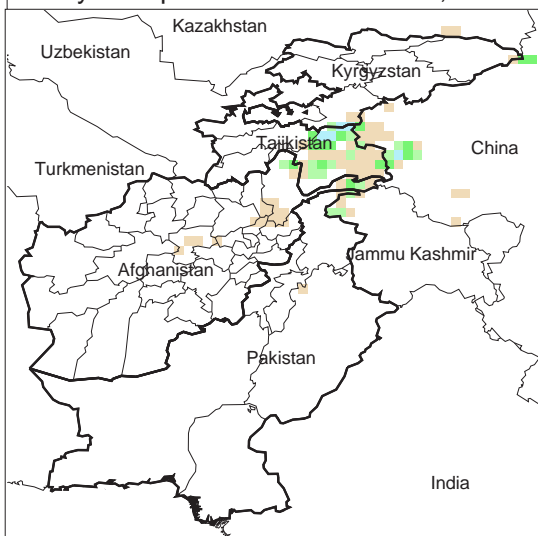 Kazakhstan
Uzbekistan
Kyrgyzstan
Tajikistan
China
Turkmenistan
Jammu Kashmir
Afghanistan
Pakistan
India